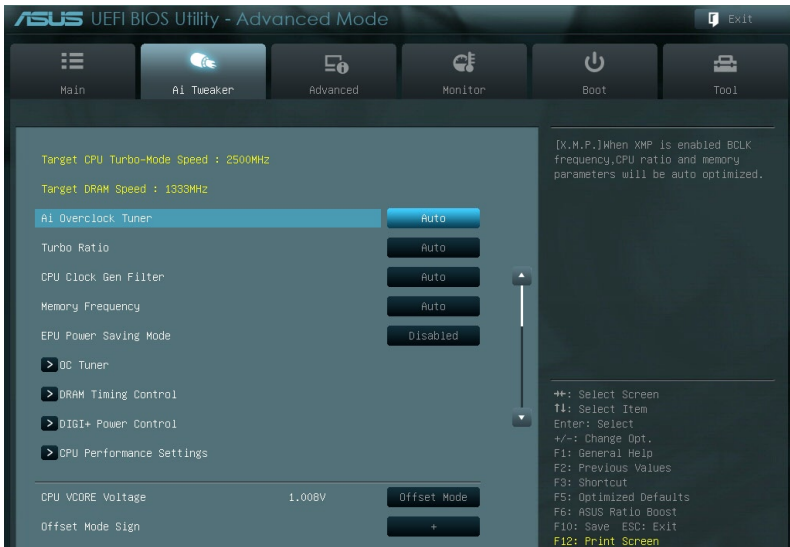 ASUS UEFI BIOS Utility - Advanced Mode
Exit
Main
Ai Tweaker
Advanced
Monitor
Boot
Tool
Target CPU Turbo-Mode Speed : 2500MHz
Target DRAM Speed : 1333MHz
Ai Overclock Tuner Auto
Turbo Ratio Auto
CPU Clock Gen Filter Auto
Memory Frequency Auto
EPU Power Saving Mode Disabled
> OC Tuner
> DRAM Timing Control
> DIGI+ Power Control
> CPU Performance Settings
CPU VCORE Voltage 1.008V Offset Mode
Offset Mode Sign +
[X.M.P.]When XMP is enabled BCLK
frequency,CPU ratio and memory
parameters will be auto optimized.
→←: Select Screen
↑↓: Select Item
Enter: Select
+/-: Change Opt.
F1: General Help
F2: Previous Values
F3: Shortcut
F5: Optimized Defaults
F6: ASUS Ratio Boost
F10: Save ESC: Exit
F12: Print Screen